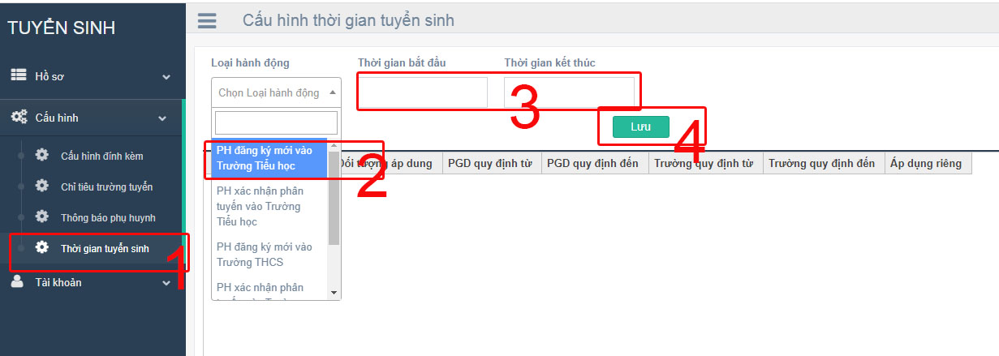 TUYỂN SINH
Cấu hình thời gian tuyển sinh
Hồ sơ
Cấu hình
Cấu hình đính kèm
Chỉ tiêu trường tuyến
Thông báo phụ huynh
Thời gian tuyển sinh
1
Tài khoản
Loại hành động
Thời gian bắt đầu
Thời gian kết thúc
Chọn Loại hành động
3
Lưu
4
PH đăng ký mới vào
Trường Tiểu học
2
PH xác nhận phân
tuyến vào Trường
Tiểu học
PH đăng ký mới vào
Trường THCS
PH xác nhận phân
Đối tượng áp dụng
PGD quy định từ
PGD quy định đến
Trường quy định từ
Trường quy định đến
Áp dụng riêng